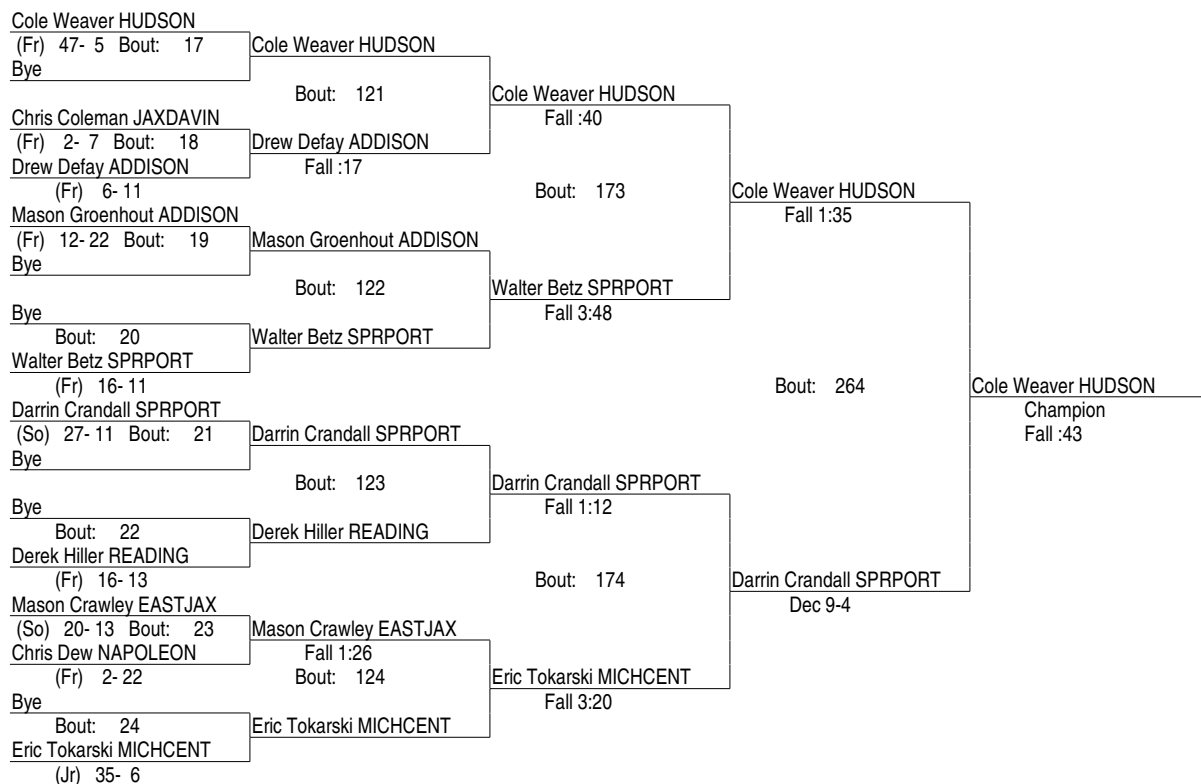 Cole Weaver HUDSON
(Fr) 47- 5 Bout: 17
Bye
Chris Coleman JAXDAVIN
(Fr) 2- 7 Bout: 18
Drew Defay ADDISON
(Fr) 6- 11
Mason Groenhout ADDISON
(Fr) 12- 22 Bout: 19
Bye
Bye
Bout: 20
Walter Betz SPRPORT
(Fr) 16- 11
Darrin Crandall SPRPORT
(So) 27- 11 Bout: 21
Bye
Bye
Bout: 22
Derek Hiller READING
(Fr) 16- 13
Mason Crawley EASTJAX
(So) 20- 13 Bout: 23
Chris Dew NAPOLEON
(Fr) 2- 22
Bye
Bout: 24
Eric Tokarski MICHCENT
(Jr) 35- 6
Cole Weaver HUDSON
Bout: 121
Drew Defay ADDISON
Fall :17
Mason Groenhout ADDISON
Bout: 122
Walter Betz SPRPORT
Darrin Crandall SPRPORT
Bout: 123
Derek Hiller READING
Mason Crawley EASTJAX
Fall 1:26
Bout: 124
Eric Tokarski MICHCENT
Cole Weaver HUDSON
Fall :40
Bout: 173
Walter Betz SPRPORT
Fall 3:48
Darrin Crandall SPRPORT
Fall 1:12
Bout: 174
Eric Tokarski MICHCENT
Fall 3:20
Cole Weaver HUDSON
Fall 1:35
Bout: 264
Darrin Crandall SPRPORT
Dec 9-4
Cole Weaver HUDSON
Champion
Fall :43